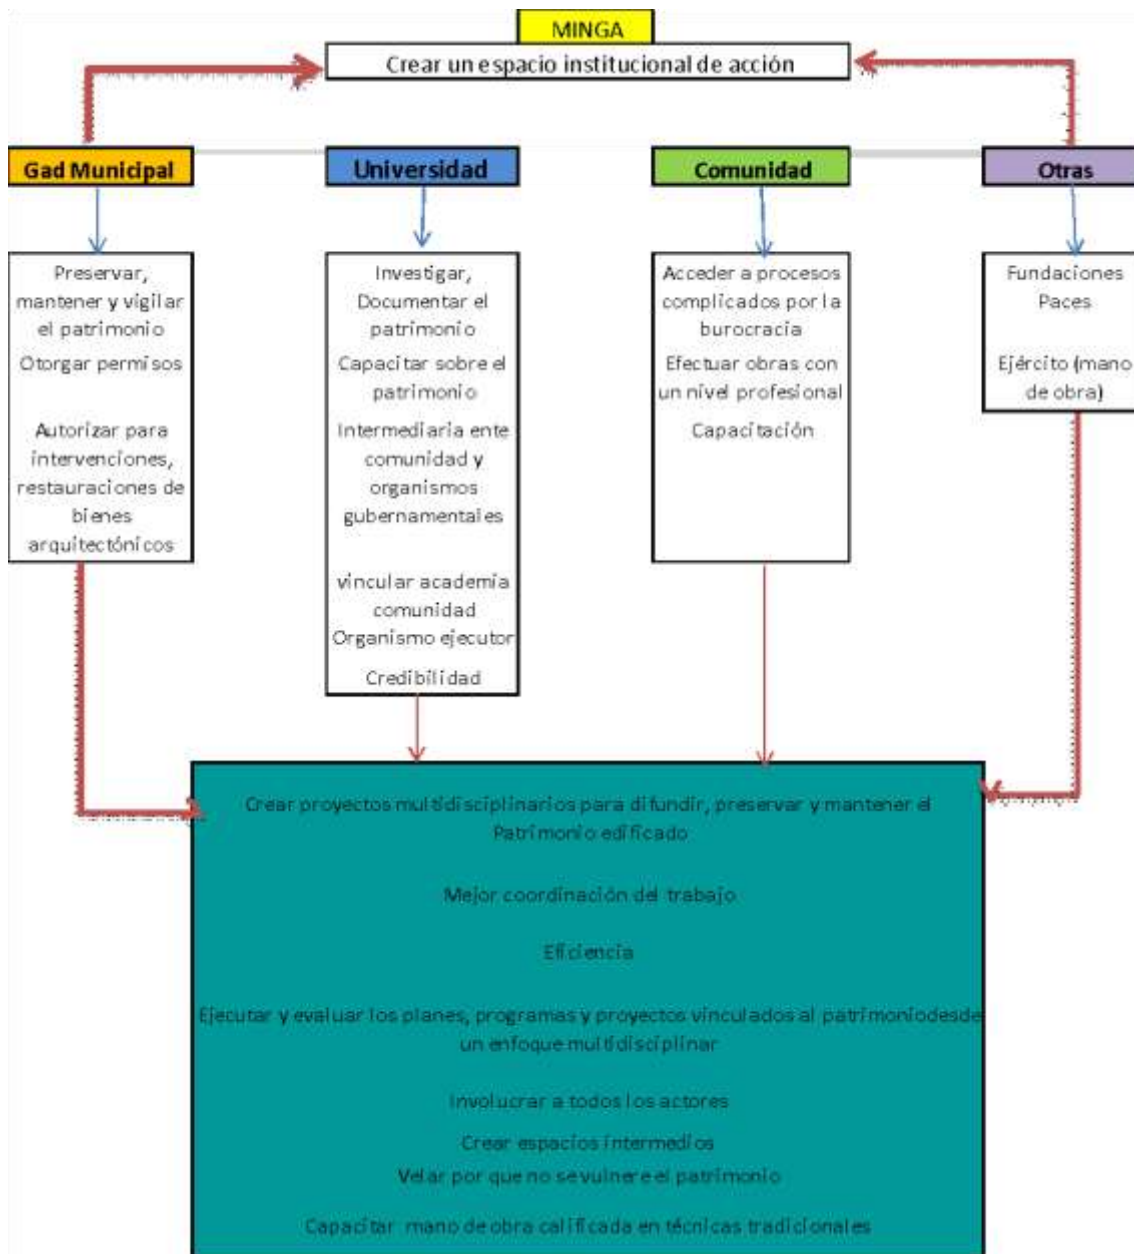 MINGA
Crear un espacio institucional de acción
Gad Municipal
Universidad
Comunidad
Otras
Preservar,
mantener y vigilar
el patrimonio
Otorgar permisos
Autorizar para
intervenciones,
restauraciones de
bienes
arquitectónicos
Investigar,
Documentar el
patrimonio
Capacitar sobre el
patrimonio
Intermediaria ente
comunidad y
organismos
gubernamentales
vincular academia
comunidad
Organismo ejecutor
Credibilidad
Acceder a procesos
complicados por la
burocracia
Efectuar obras con
un nivel profesional
Capacitación
Fundaciones
Paces
Ejército (mano
de obra)
Crear proyectos multidisciplinarios para difundir, preservar y mantener el
Patrimonio edificado
Mejor coordinación del trabajo
Eficiencia
Ejecutar y evaluar los planes, programas y proyectos vinculados al patrimoniodesde
un enfoque multidisciplinar
Involucrar a todos los actores
Crear espacios intermedios
Velar por que no se vulnere el patrimonio
Capacitar mano de obra calificada en técnicas tradicionales